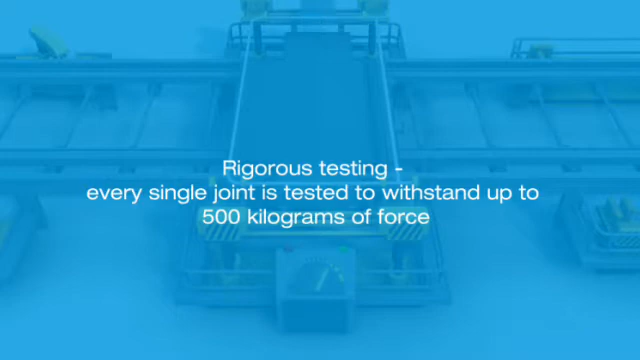 Rigorous testing -
every single joint is tested to withstand up to
500 kilograms of force